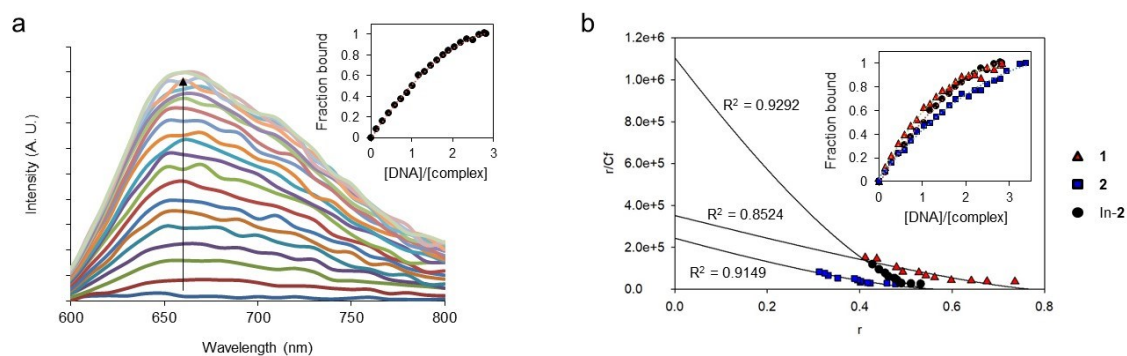 a
Intensity (A. U.)
600
650
700
750
800
Wavelength (nm)
Fraction bound
1
0.8
0.6
0.4
0.2
0
0
1
2
3
[DNA]/[complex]
b
r/Cf
1.2e+6
1.0e+6
8.0e+5
6.0e+5
4.0e+5
2.0e+5
0.0
0.0
0.2
0.4
0.6
0.8
r
R² = 0.9292
R² = 0.8524
R² = 0.9149
Fraction bound
1
0.8
0.6
0.4
0.2
0
0
1
2
3
[DNA]/[complex]
1
2
In-2